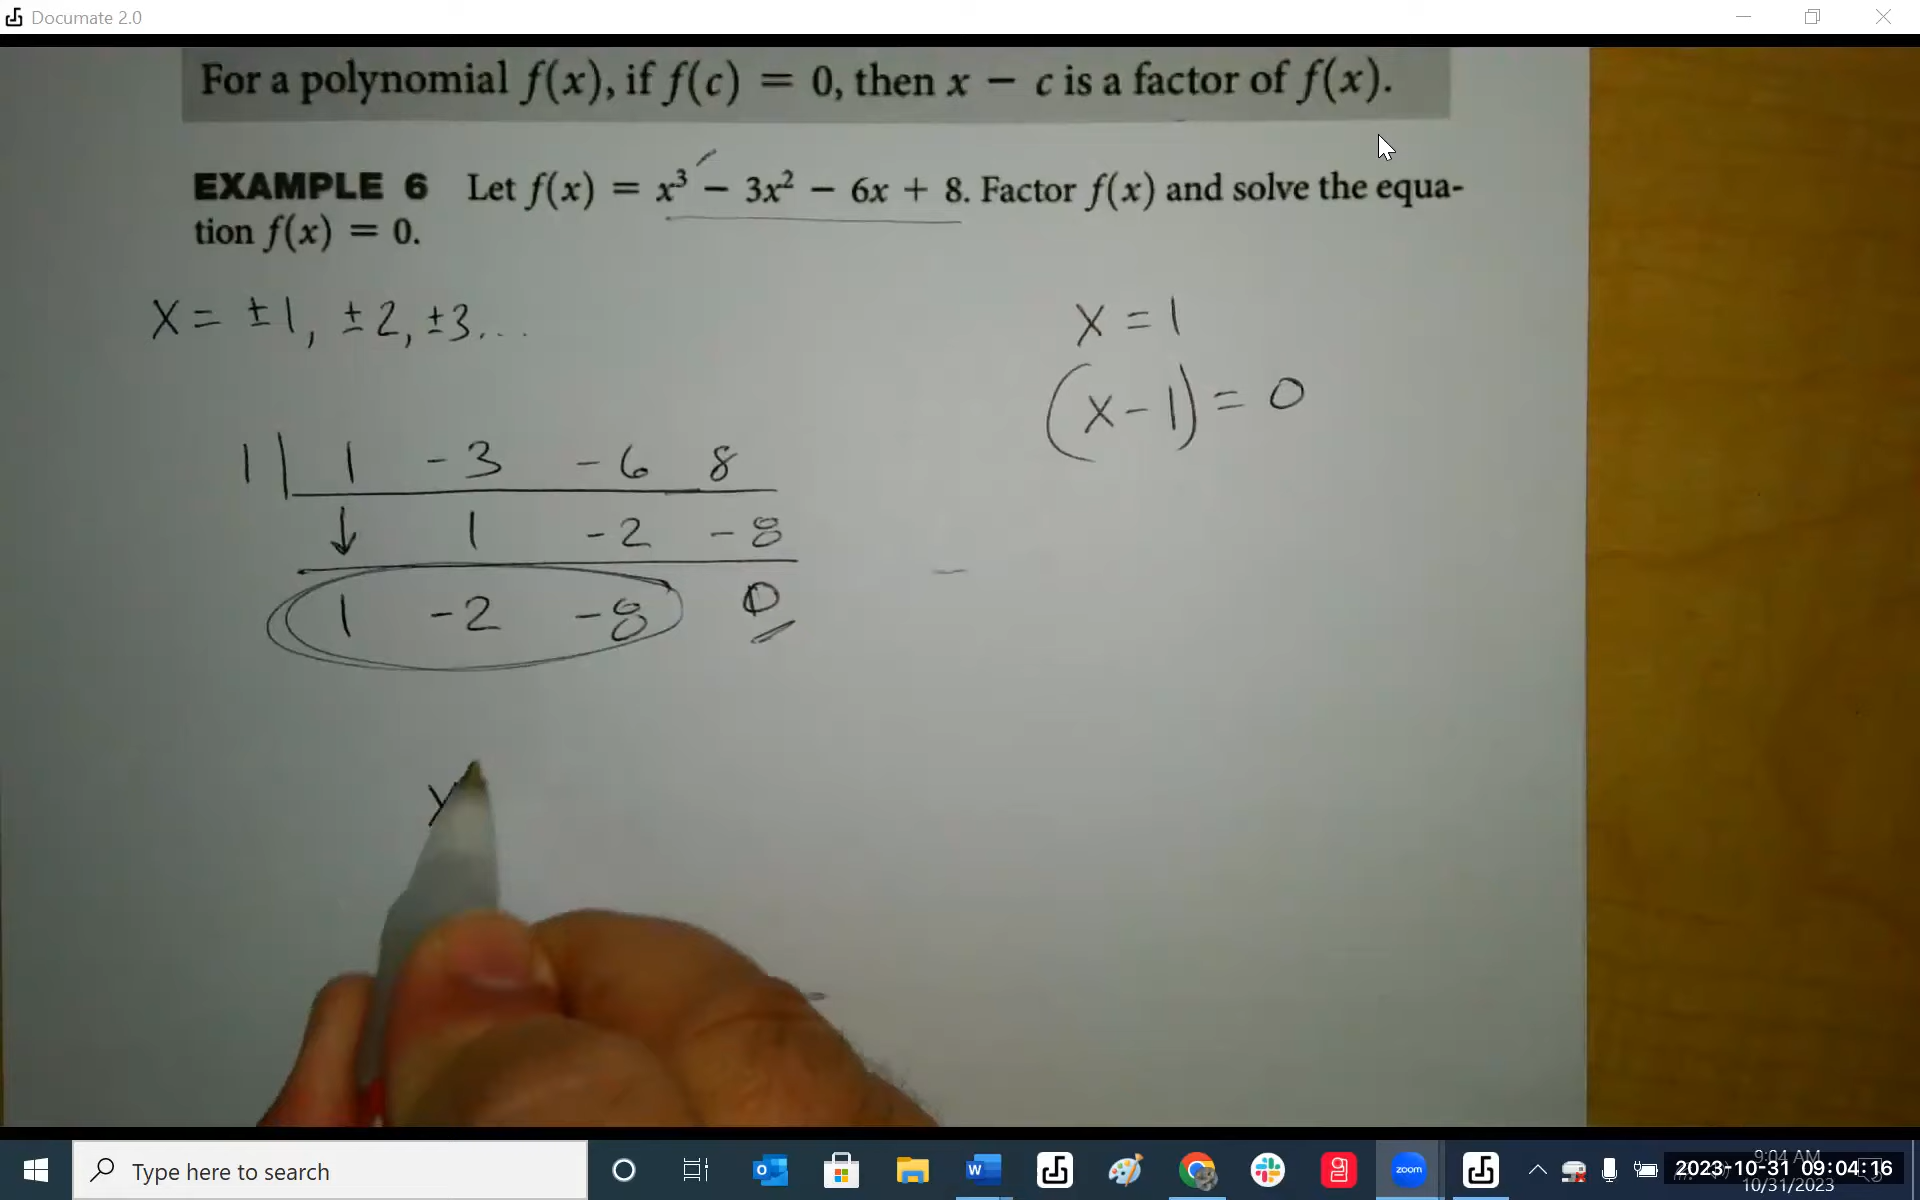 Documate 2.0
For a polynomial f(x), if f(c) = 0, then x − c is a factor of f(x).
EXAMPLE 6 Let f(x) = x³ − 3x² − 6x + 8. Factor f(x) and solve the equa-
tion f(x) = 0.
x = ±1, ±2, ±3...
x = 1
(x-1) = 0
1 | 1 -3 -6 8
↓ 1 -2 -8
1 -2 -8 0
Type here to search
zoom
9:04 AM
2023-10-31 09:04:16
10/31/2023